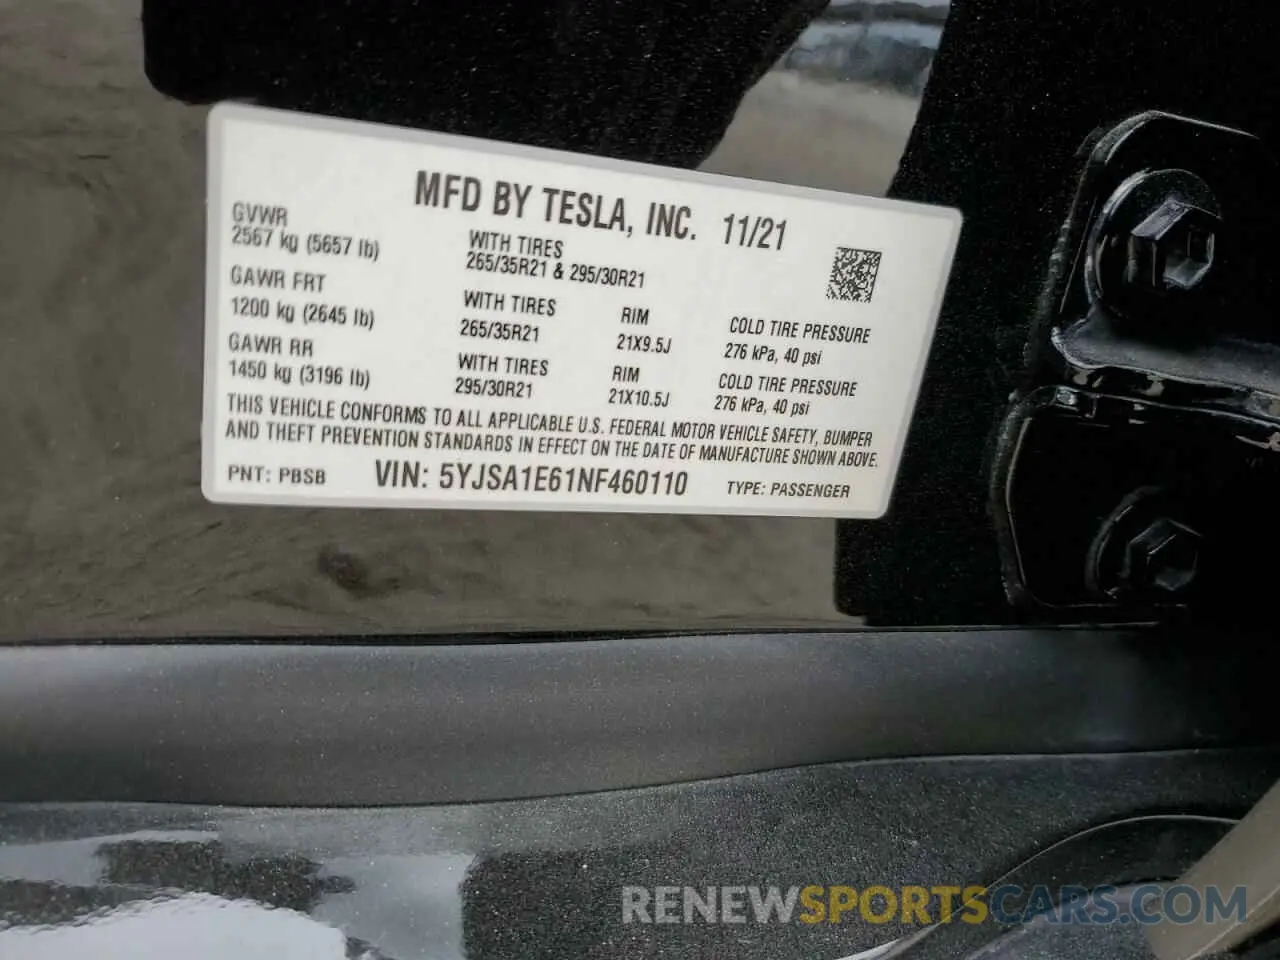 MFD BY TESLA, INC. 11/21
GVWR
2567 kg (5657 lb)
WITH TIRES
265/35R21 & 295/30R21
GAWR FRT
1200 kg (2645 lb)
WITH TIRES
265/35R21
RIM
21X9.5J
COLD TIRE PRESSURE
276 kPa, 40 psi
GAWR RR
1450 kg (3196 lb)
WITH TIRES
295/30R21
RIM
21X10.5J
COLD TIRE PRESSURE
276 kPa, 40 psi
THIS VEHICLE CONFORMS TO ALL APPLICABLE U.S. FEDERAL MOTOR VEHICLE SAFETY, BUMPER
AND THEFT PREVENTION STANDARDS IN EFFECT ON THE DATE OF MANUFACTURE SHOWN ABOVE.
PNT: PBSB VIN: 5YJSA1E61NF460110 TYPE: PASSENGER
RENEWSPORTSCARS.COM